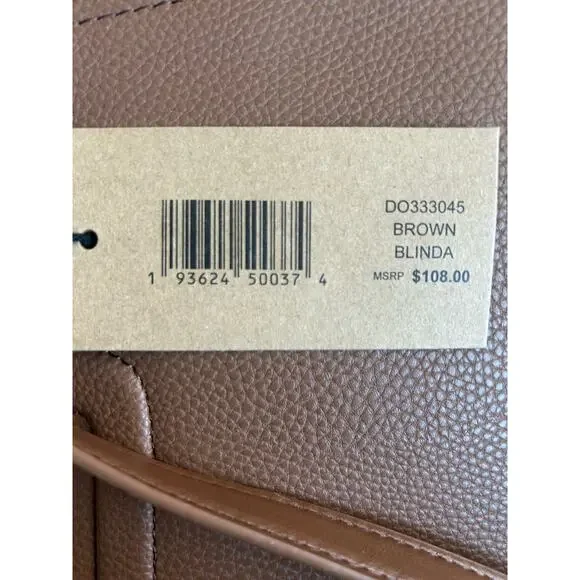 DO333045
BROWN
BLINDA
MSRP $108.00
1 93624 50037 4